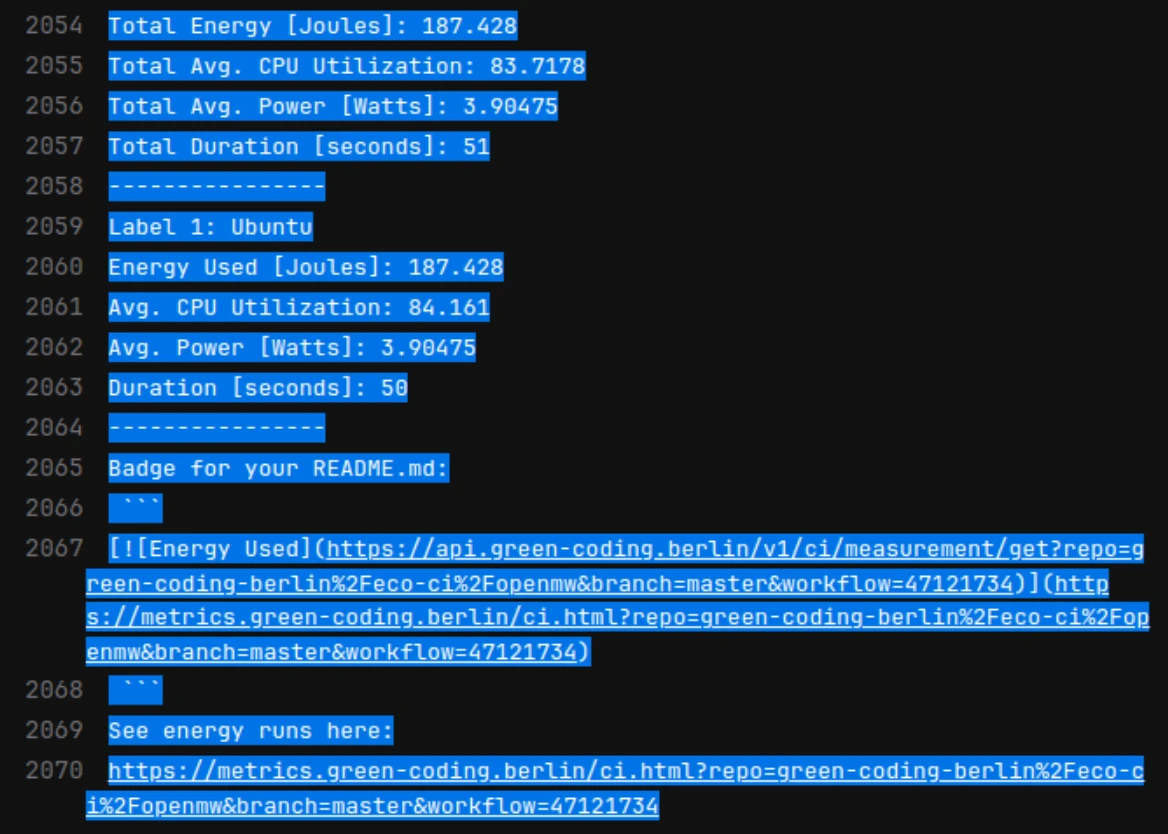 2054 Total Energy [Joules]: 187.428
2055 Total Avg. CPU Utilization: 83.7178
2056 Total Avg. Power [Watts]: 3.90475
2057 Total Duration [seconds]: 51
2058 ----------------
2059 Label 1: Ubuntu
2060 Energy Used [Joules]: 187.428
2061 Avg. CPU Utilization: 84.161
2062 Avg. Power [Watts]: 3.90475
2063 Duration [seconds]: 50
2064 ----------------
2065 Badge for your README.md:
2066 ```
2067 [![Energy Used](https://api.green-coding.berlin/v1/ci/measurement/get?repo=g
reen-coding-berlin%2Feco-ci%2Fopenmw&branch=master&workflow=47121734)](http
s://metrics.green-coding.berlin/ci.html?repo=green-coding-berlin%2Feco-ci%2Fop
enmw&branch=master&workflow=47121734)
2068 ```
2069 See energy runs here:
2070 https://metrics.green-coding.berlin/ci.html?repo=green-coding-berlin%2Feco-c
i%2Fopenmw&branch=master&workflow=47121734